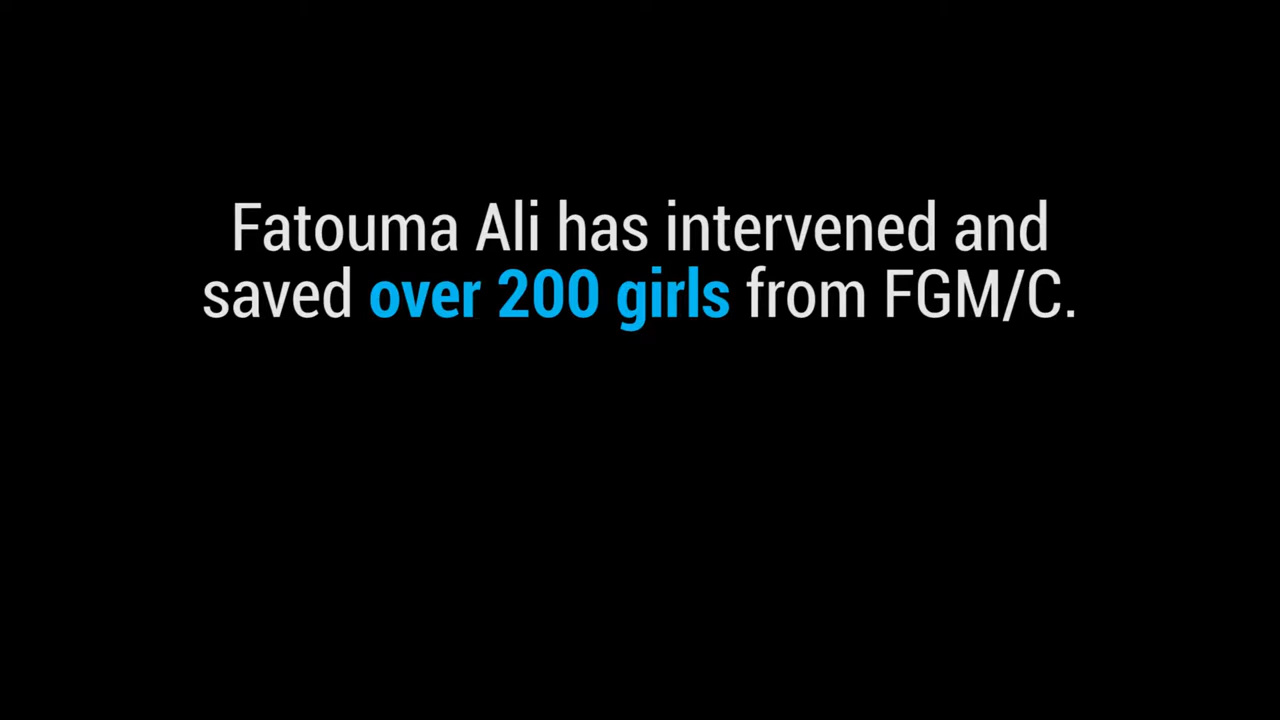 Fatouma Ali has intervened and
saved over 200 girls from FGM/C.